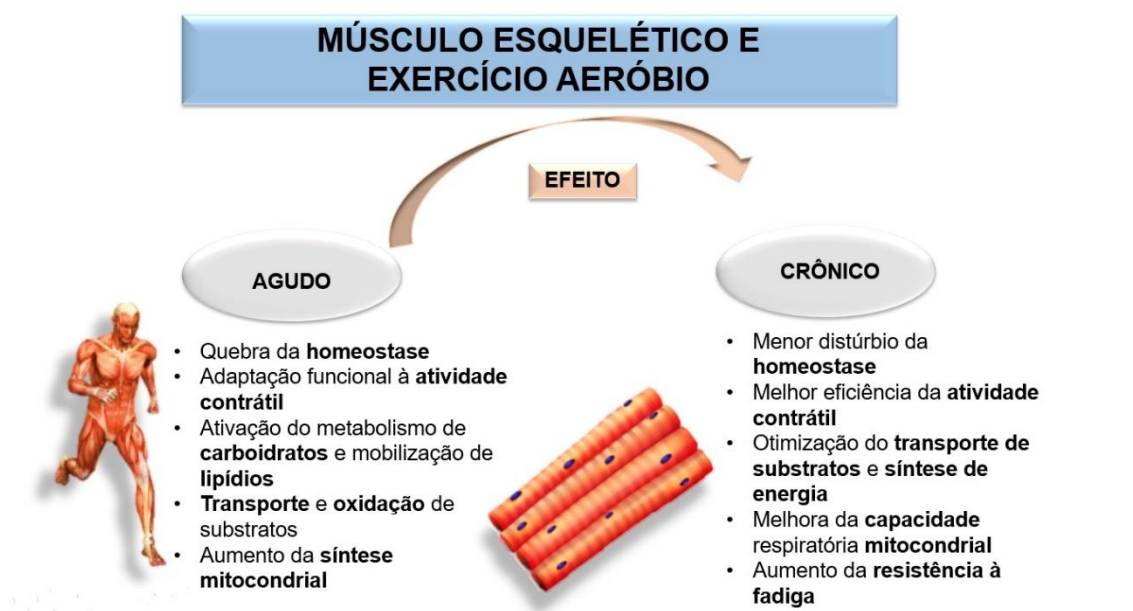 MÚSCULO ESQUELÉTICO E
EXERCÍCIO AERÓBIO
EFEITO
AGUDO
• Quebra da homeostase
• Adaptação funcional à atividade
contrátil
• Ativação do metabolismo de
carboidratos e mobilização de
lipídios
• Transporte e oxidação de
substratos
• Aumento da síntese
mitocondrial
CRÔNICO
• Menor distúrbio da
homeostase
• Melhor eficiência da atividade
contrátil
• Otimização do transporte de
substratos e síntese de
energia
• Melhora da capacidade
respiratória mitocondrial
• Aumento da resistência à
fadiga